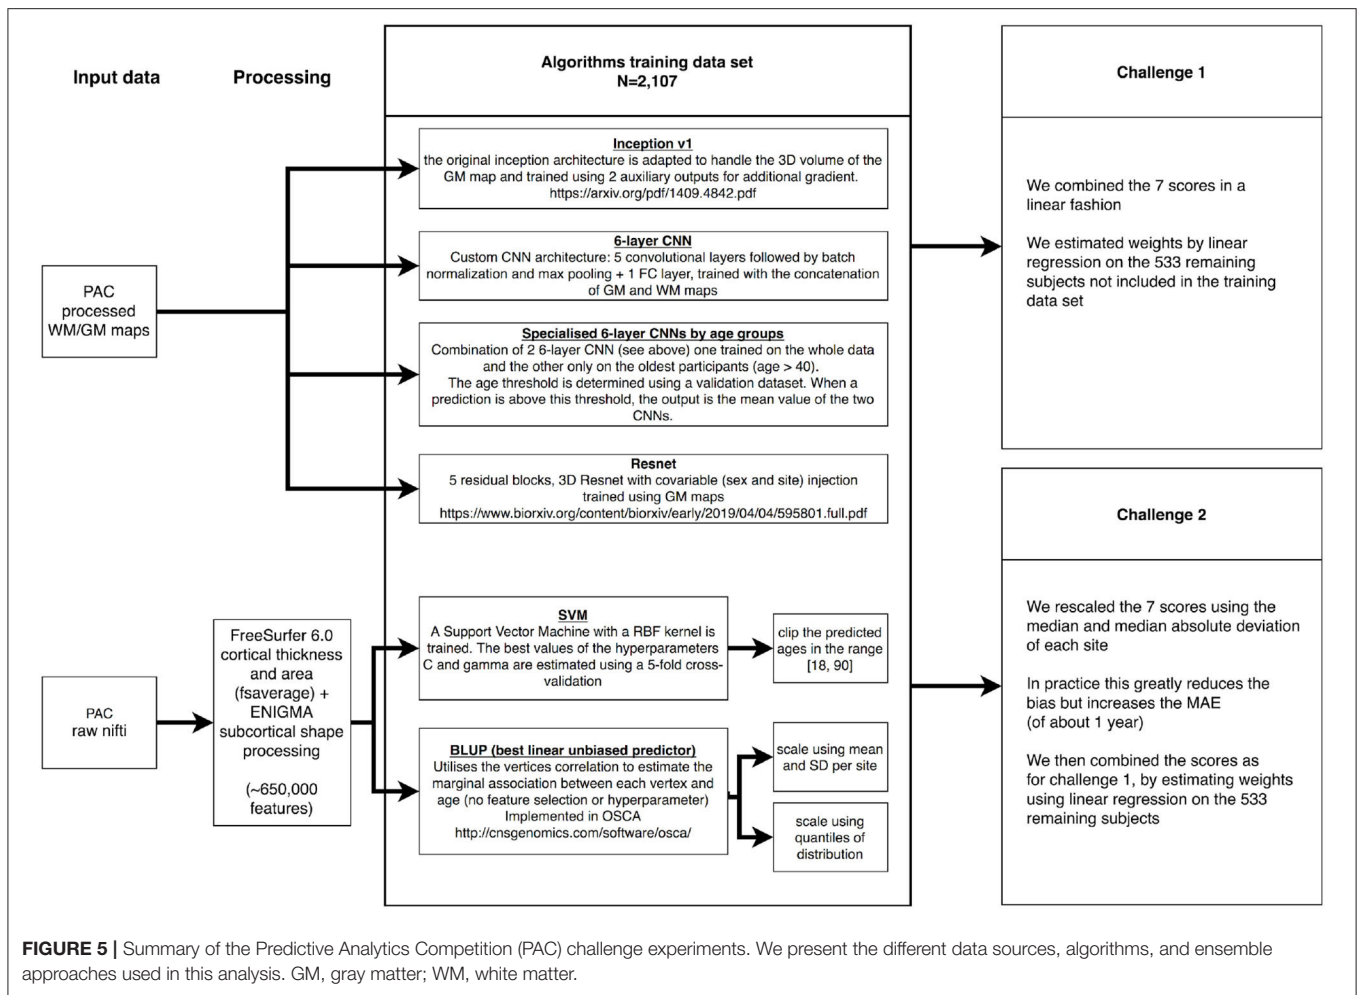 Input data
Processing
Algorithms training data set
N=2,107
Challenge 1
Inception v1
the original inception architecture is adapted to handle the 3D volume of the
GM map and trained using 2 auxiliary outputs for additional gradient.
https://arxiv.org/pdf/1409.4842.pdf
6-layer CNN
Custom CNN architecture: 5 convolutional layers followed by batch
normalization and max pooling + 1 FC layer, trained with the concatenation
of GM and WM maps
PAC
processed
WM/GM maps
Specialised 6-layer CNNs by age groups
Combination of 2 6-layer CNN (see above) one trained on the whole data
and the other only on the oldest participants (age > 40).
The age threshold is determined using a validation dataset. When a
prediction is above this threshold, the output is the mean value of the two
CNNs.
Resnet
5 residual blocks, 3D Resnet with covariable (sex and site) injection
trained using GM maps
https://www.biorxiv.org/content/biorxiv/early/2019/04/04/595801.full.pdf
We combined the 7 scores in a
linear fashion
We estimated weights by linear
regression on the 533 remaining
subjects not included in the training
data set
PAC
raw nifti
FreeSurfer 6.0
cortical thickness
and area
(fsaverage) +
ENIGMA
subcortical shape
processing
(~650,000
features)
SVM
A Support Vector Machine with a RBF kernel is
trained. The best values of the hyperparameters
C and gamma are estimated using a 5-fold cross-
validation
clip the predicted
ages in the range
[18, 90]
BLUP (best linear unbiased predictor)
Utilises the vertices correlation to estimate the
marginal association between each vertex and
age (no feature selection or hyperparameter)
Implemented in OSCA
http://cnsgenomics.com/software/osca/
scale using mean
and SD per site
scale using
quantiles of
distribution
Challenge 2
We rescaled the 7 scores using the
median and median absolute deviation
of each site
In practice this greatly reduces the
bias but increases the MAE
(of about 1 year)
We then combined the scores as
for challenge 1, by estimating weights
using linear regression on the 533
remaining subjects
FIGURE 5 | Summary of the Predictive Analytics Competition (PAC) challenge experiments. We present the different data sources, algorithms, and ensemble
approaches used in this analysis. GM, gray matter; WM, white matter.